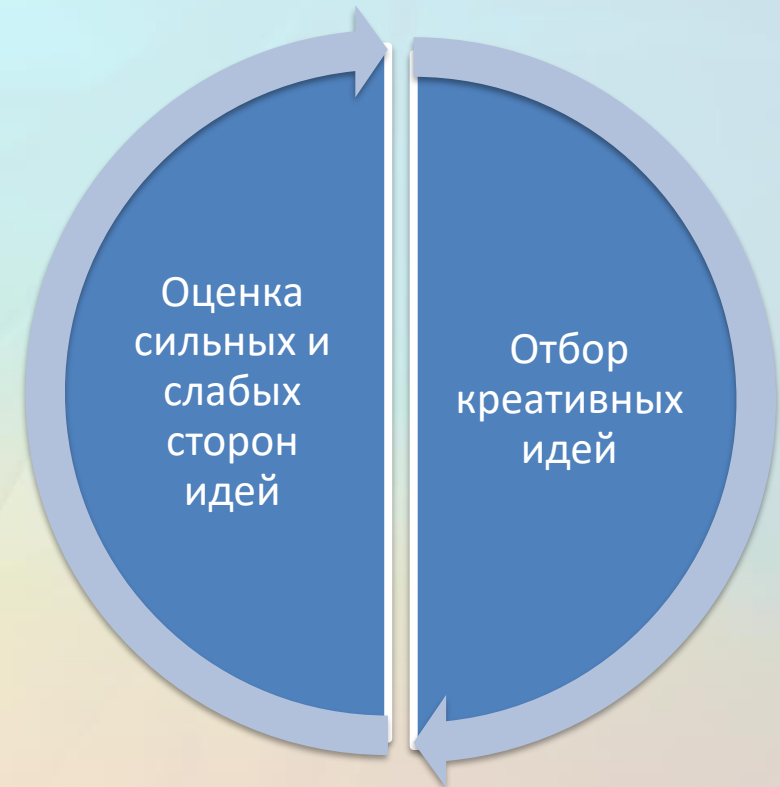 Оценка
сильных и
слабых
сторон
идей
Отбор
креативных
идей